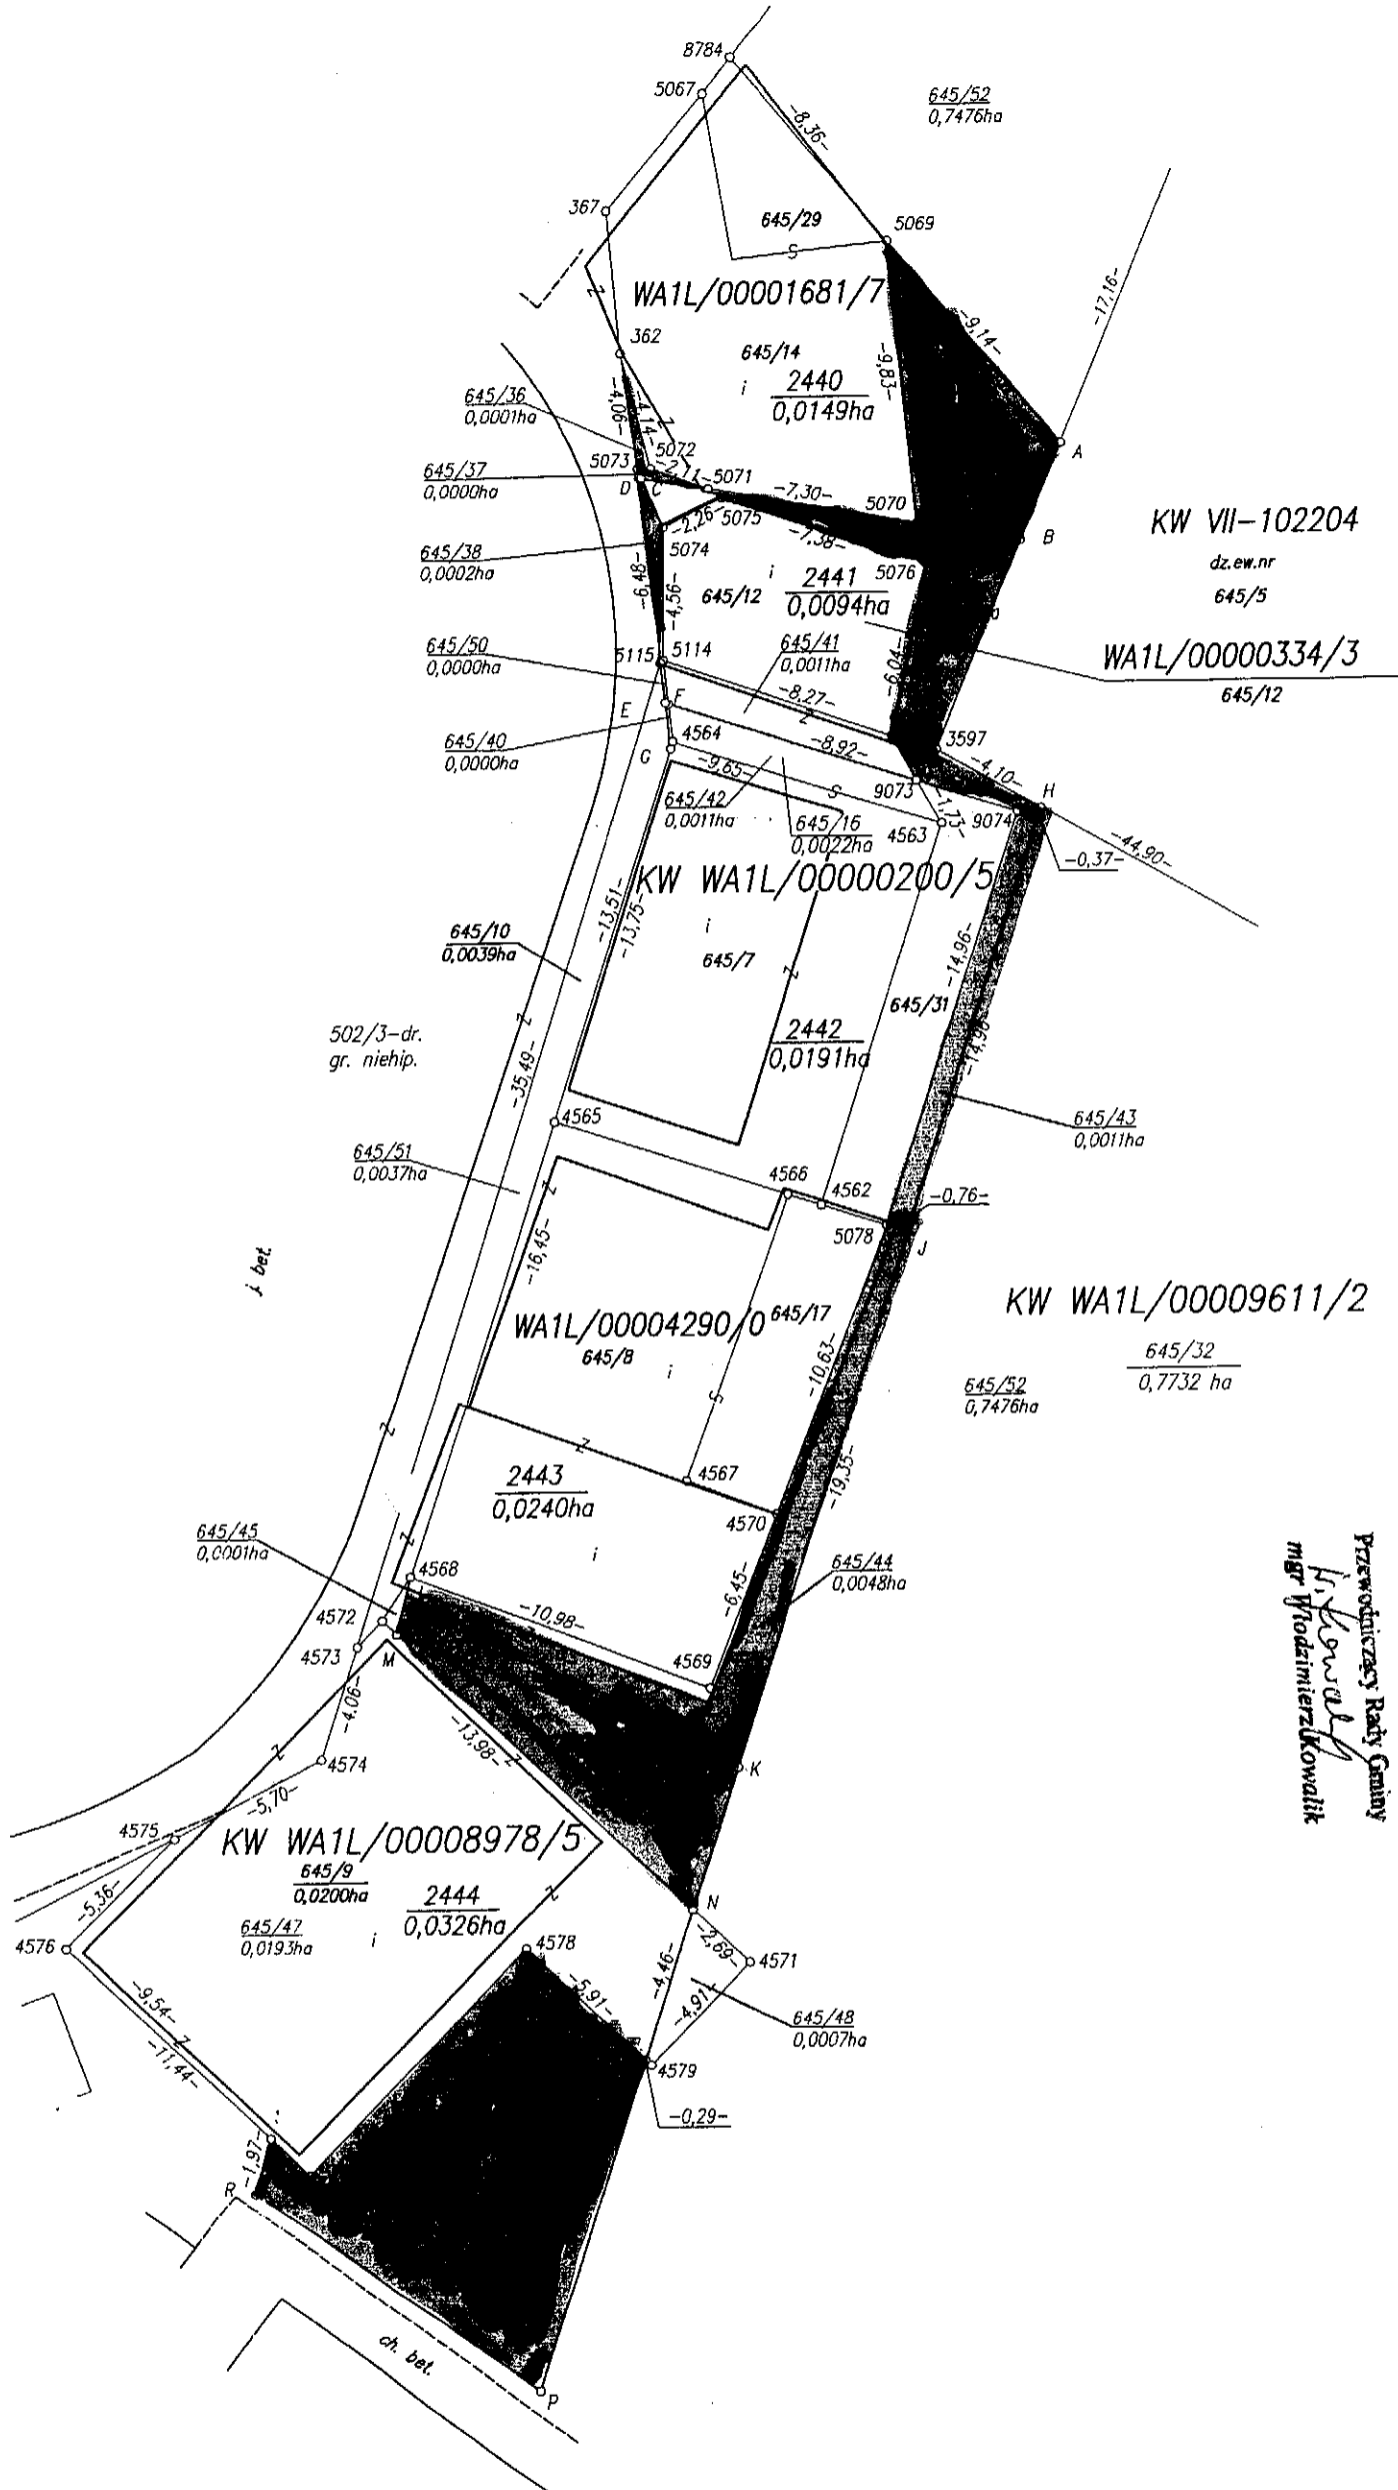 8784
5067
645/52
0,7476ha
-8,36-
367
645/29
5069
S
WA1L/00001681/7
-17,16-
Z
-9,14-
362
645/14
-9,83-
i
2440
0,0149ha
645/36
0,0001ha
-4,06-
-4,14-
Z
A
5072
5073
-2,11-
5071
645/37
0,0000ha
D
C
-7,30-
5070
5075
-2,26-
KW VII-102204
B
-7,38-
5074
dz.ew.nr
645/38
0,0002ha
-6,48-
i
2441
0,0094ha
5076
645/5
-4,56-
645/12
645/50
0,0000ha
645/41
0,0011ha
-6,04-
WA1L/00000334/3
645/12
5115
5114
-8,27-
Z
E
F
3597
645/40
0,0000ha
4564
-8,92-
G
-4,10-
-9,65-
9073
H
S
645/42
0,0011ha
-1,73-
9074
645/16
0,0022ha
4563
-44,90-
-0,37-
KW WA1L/00000200/5
-13,51-
-13,75-
i
645/10
0,0039ha
-14,96-
645/7
Z
645/31
502/3-dr.
gr. niehip.
Z
2442
0,0191ha
-14,96-
-35,49-
4565
645/43
0,0011ha
645/51
0,0037ha
4566
Z
4562
-0,76-
5078
J
j. bet.
-16,45-
KW WA1L/00009611/2
WA1L/00004290/0
645/17
645/8
645/32
0,7732 ha
i
-10,63-
645/52
0,7476ha
S
Z
Z
2443
0,0240ha
4567
-19,35-
4570
645/45
0,0001ha
Z
i
645/44
0,0048ha
4568
-6,45-
4572
-10,98-
4573
M
4569
Przewodniczący Rady Gminy
mgr Włodzimierz Kowalik
-4,06-
Z
-13,98-
Z
4574
K
-5,70-
4575
KW WA1L/00008978/5
645/9
0,0200ha
-5,36-
2444
0,0326ha
Z
N
645/47
0,0193ha
i
4576
4578
-2,69-
4571
-4,46-
-5,91-
-4,91-
-9,54-
645/48
0,0007ha
Z
-11,44-
4579
-0,29-
-1,97-
R
ch. bet.
P